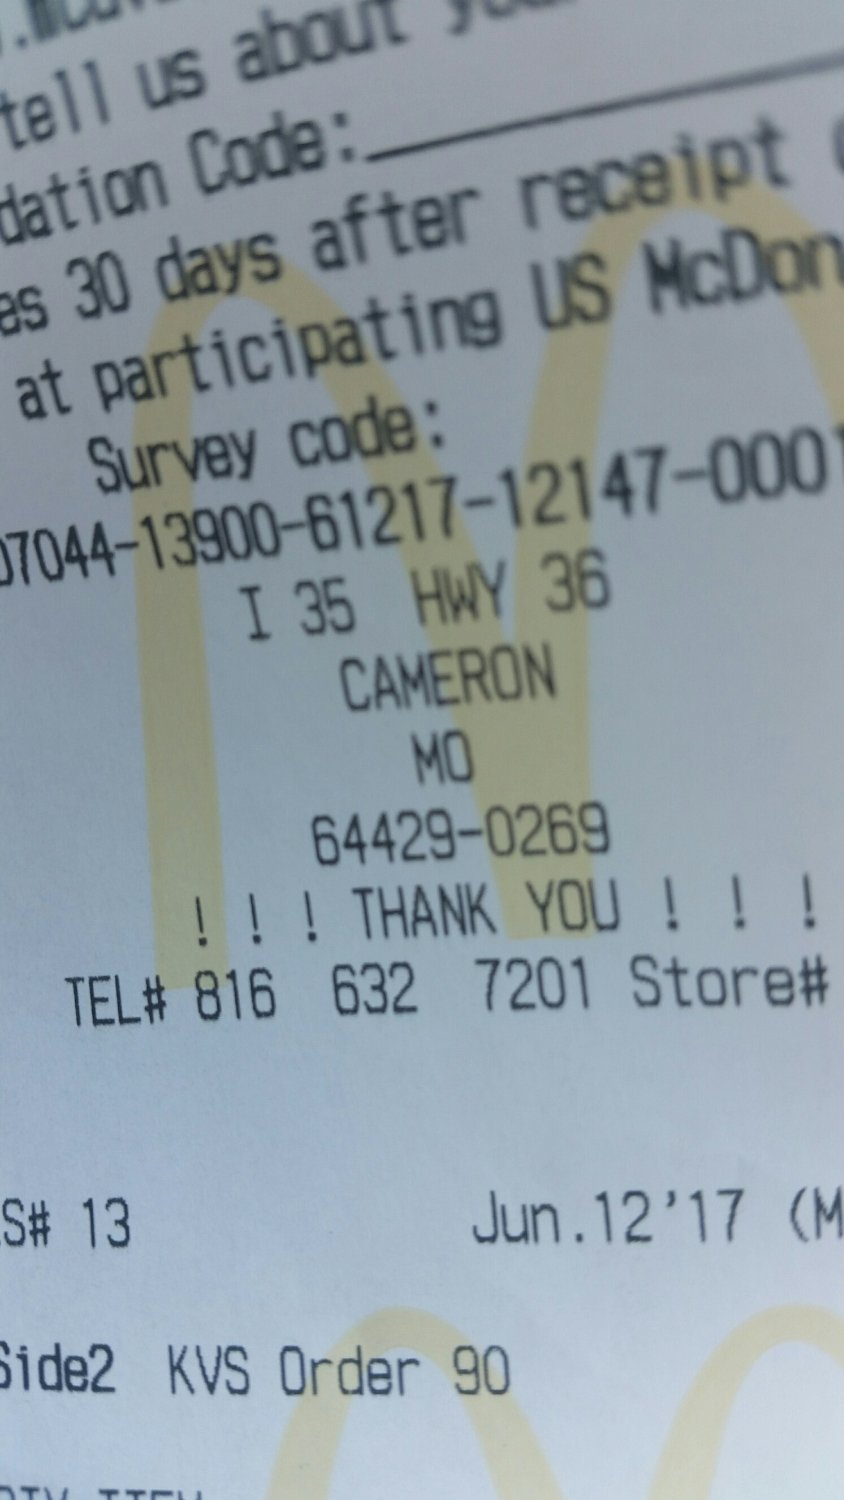 tell us about
dation Code:
es 30 days after receipt
at participating US McDon
Survey code:
07044-13900-61217-12147-0001
I 35 HWY 36
CAMERON
MO
64429-0269
! ! ! THANK YOU ! ! !
TEL# 816 632 7201 Store#
S# 13 Jun.12'17 (M
Side2 KVS Order 90